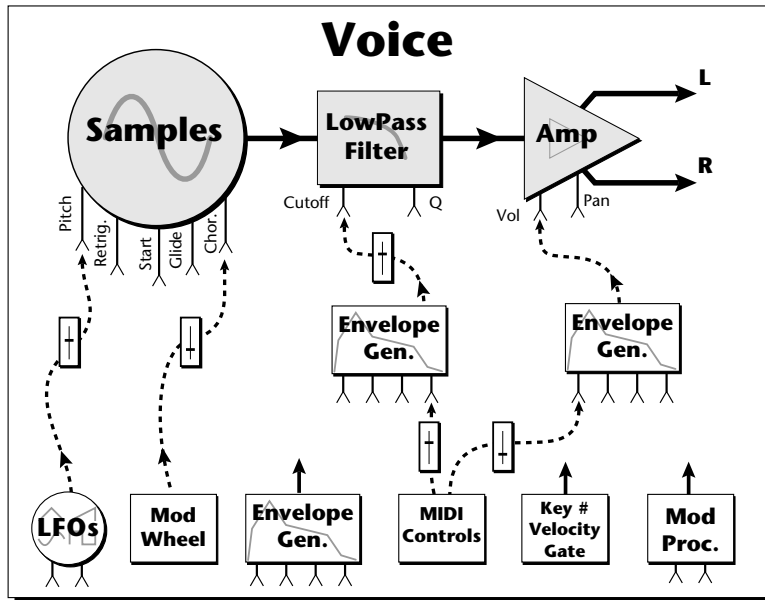 Voice
Samples
LowPass
Filter
Amp
L
R
Pitch
Retrig.
Start
Glide
Chor.
Cutoff
Q
Vol
Pan
Envelope
Gen.
Envelope
Gen.
LFOs
Mod
Wheel
Envelope
Gen.
MIDI
Controls
Key #
Velocity
Gate
Mod
Proc.